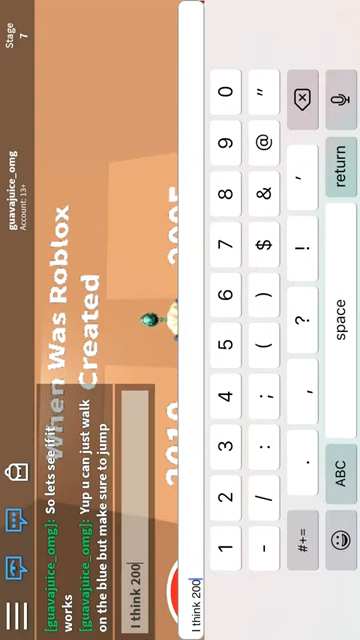 guavajuice_omg
Account: 13+
Stage
7
When Was Roblox
Created
[guavajuice_omg]: So lets see if it
works
[guavajuice_omg]: Yup u can just walk
on the blue but make sure to jump
I think 200
I think 200
1 2 3 4 5 6 7 8 9 0
- / : ; ( ) $ & @ "
#+= . , ? ! '
ABC space return